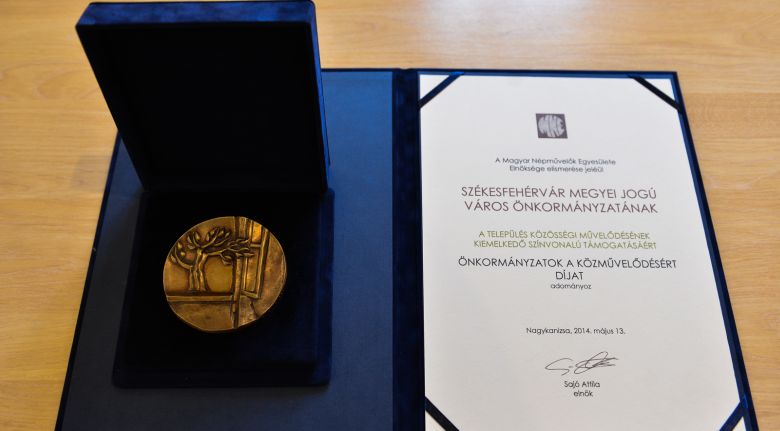 MNE
A Magyar Népművelők Egyesülete
Elnöksége elismerése jeléül
SZÉKESFEHÉRVÁR MEGYEI JOGÚ
VÁROS ÖNKORMÁNYZATÁNAK
A TELEPÜLÉS KÖZÖSSÉGI MŰVELŐDÉSÉNEK
KIEMELKEDŐ SZÍNVONALÚ TÁMOGATÁSÁÉRT
ÖNKORMÁNYZATOK A KÖZMŰVELŐDÉSÉRT
DÍJAT
adományoz
Nagykanizsa, 2014. május 13.
Sajó Attila
elnök